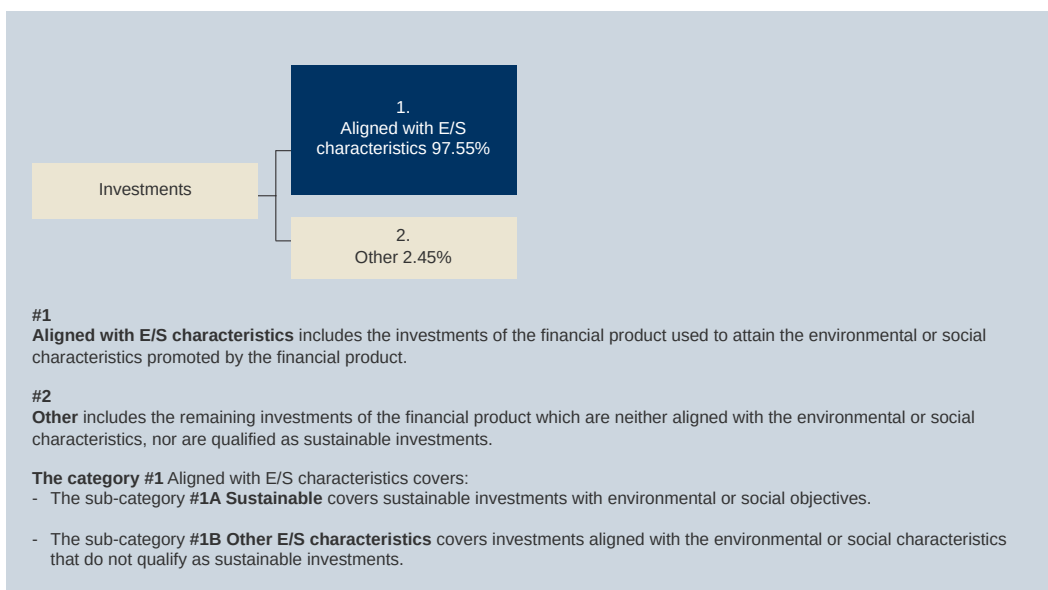 1.
Aligned with E/S
characteristics 97.55%
Investments
2.
Other 2.45%
#1
Aligned with E/S characteristics includes the investments of the financial product used to attain the environmental or social
characteristics promoted by the financial product.
#2
Other includes the remaining investments of the financial product which are neither aligned with the environmental or social
characteristics, nor are qualified as sustainable investments.
The category #1 Aligned with E/S characteristics covers:
- The sub-category #1A Sustainable covers sustainable investments with environmental or social objectives.
- The sub-category #1B Other E/S characteristics covers investments aligned with the environmental or social characteristics
that do not qualify as sustainable investments.